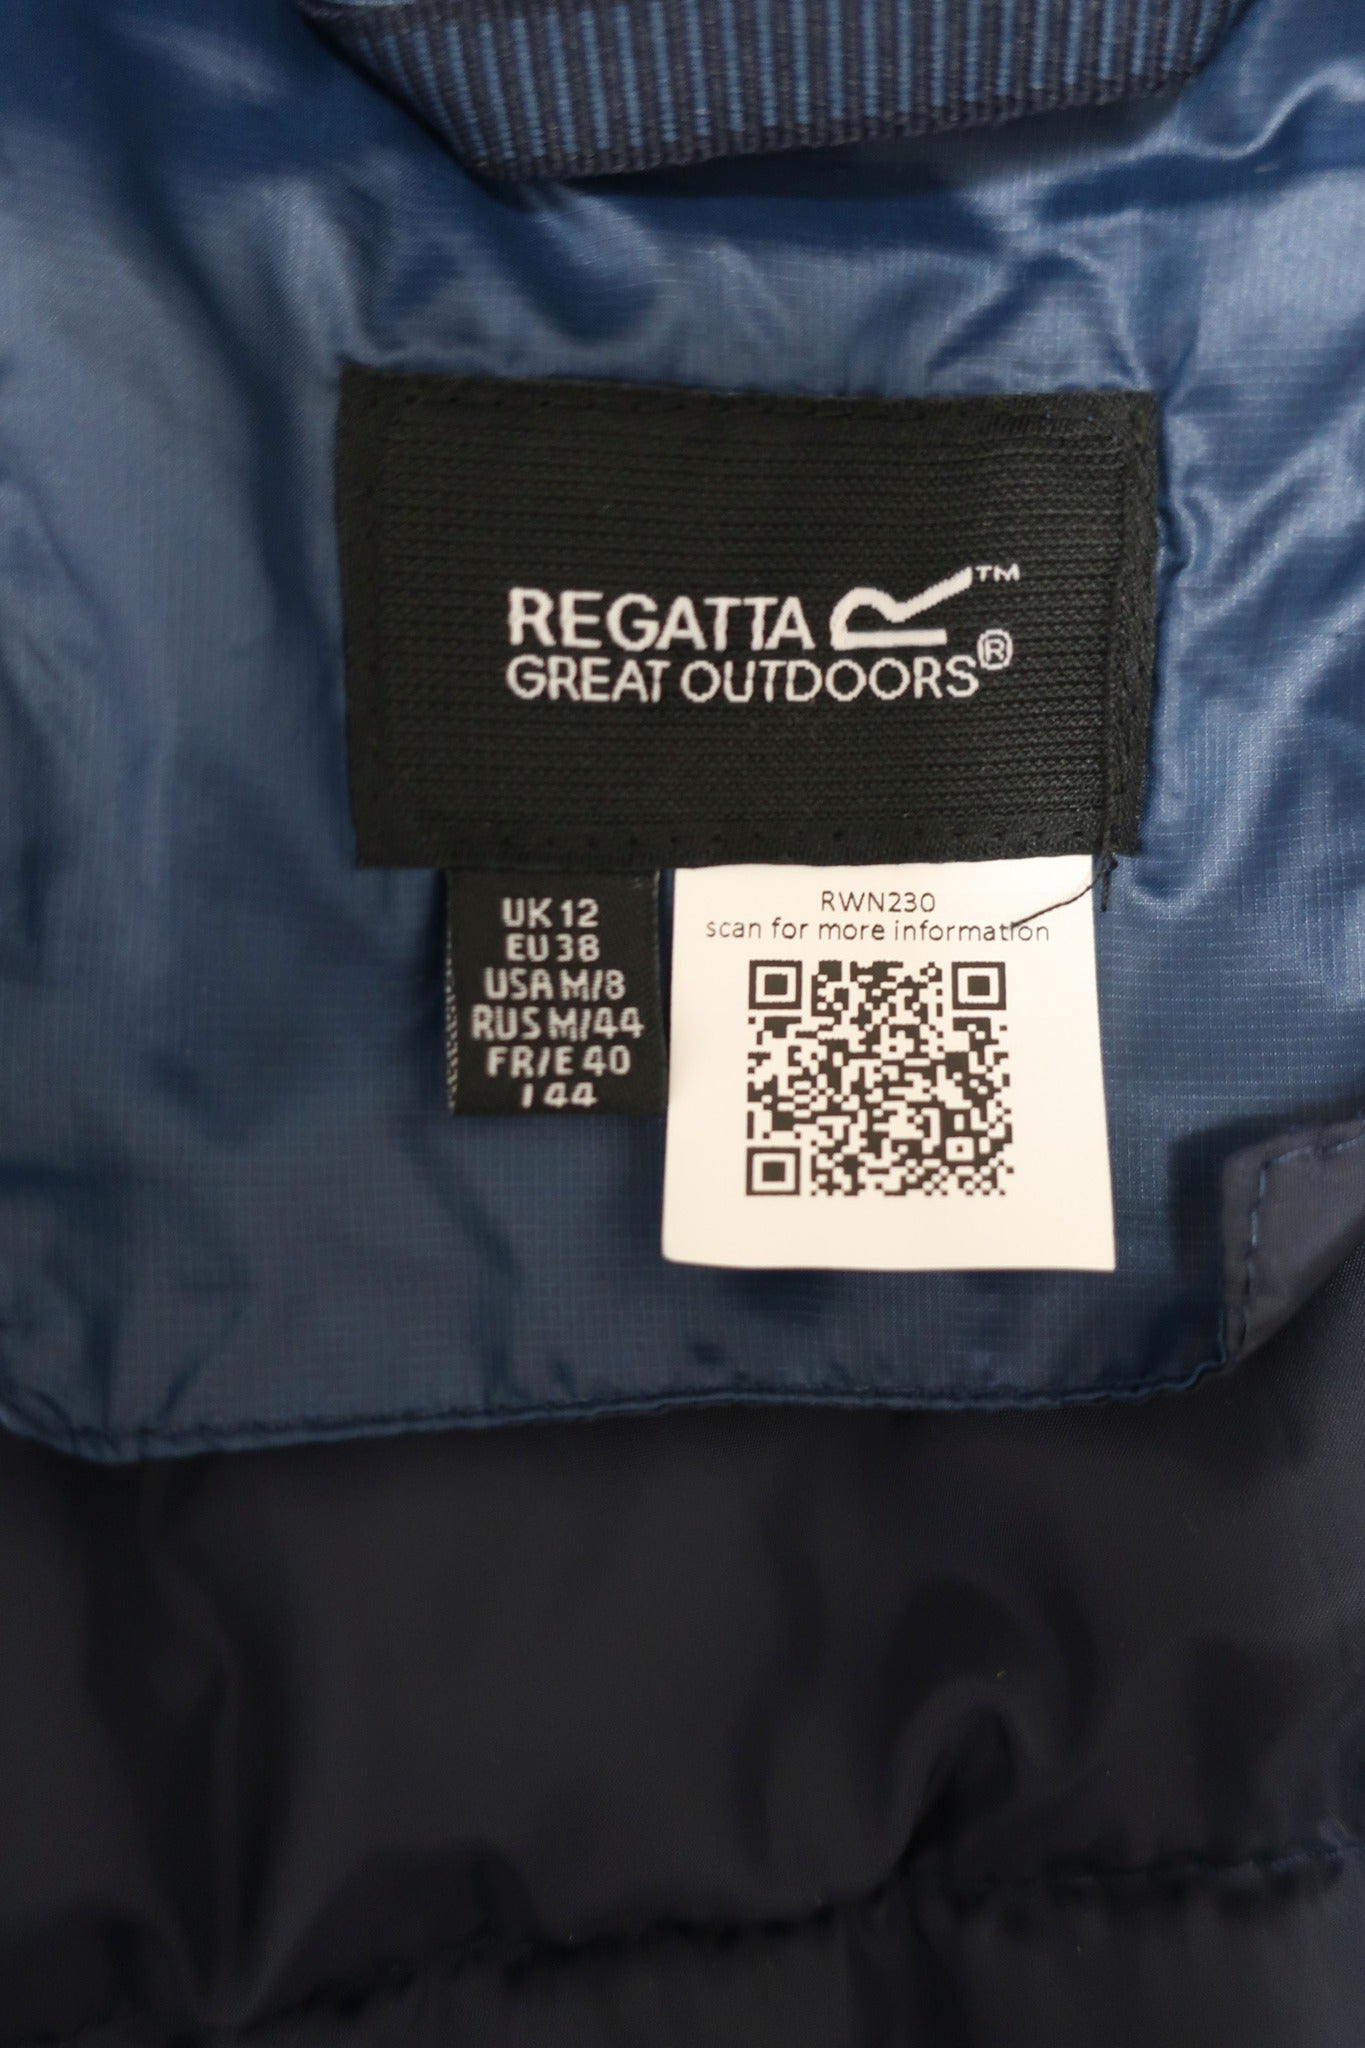 REGATTA ™
GREAT OUTDOORS®
UK 12
EU 38
USA M/8
RUS M/44
FR/E 40
I 44
RWN230
scan for more information